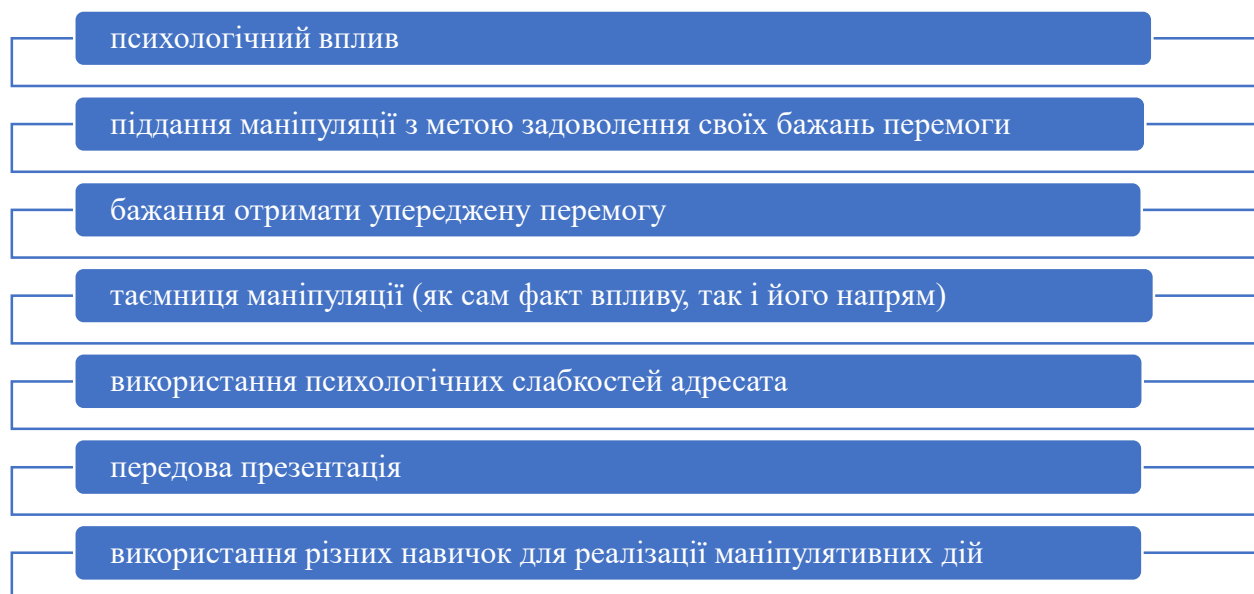 психологічний вплив
піддання маніпуляції з метою задоволення своїх бажань перемоги
бажання отримати упереджену перемогу
таємниця маніпуляції (як сам факт впливу, так і його напрям)
використання психологічних слабкостей адресата
передова презентація
використання різних навичок для реалізації маніпулятивних дій